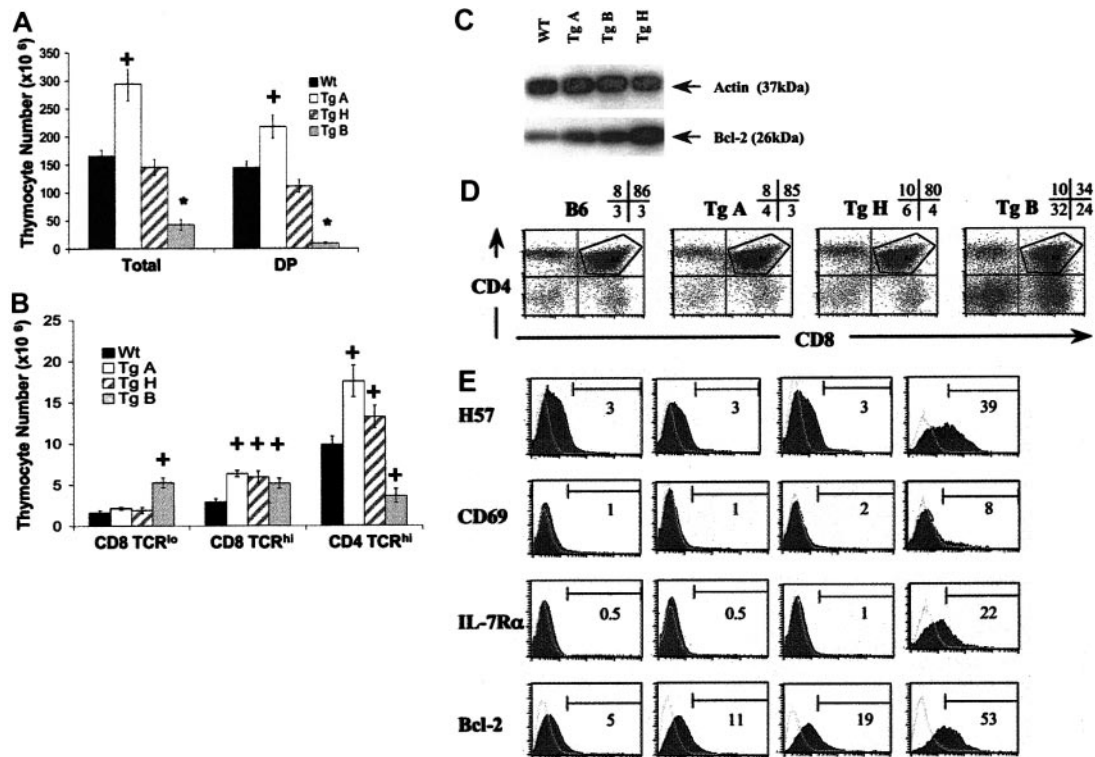 A
Thymocyte Number (x10 6)
350
300
250
200
150
100
50
0
+
+
*
*
Wt
Tg A
Tg H
Tg B
Total
DP
B
Thymocyte Number (x10 6)
25
20
15
10
5
0
Wt
Tg A
Tg H
Tg B
+
+ + +
+
+
+
CD8 TCRlo
CD8 TCRhi
CD4 TCRhi
C
WT
Tg A
Tg B
Tg H
Actin (37kDa)
Bcl-2 (26kDa)
D
B6
8 86
3 3
Tg A
8 85
4 3
Tg H
10 80
6 4
Tg B
10 34
32 24
CD4
CD8
E
H57
3
3
3
39
CD69
1
1
2
8
IL-7Rα
0.5
0.5
1
22
Bcl-2
5
11
19
53